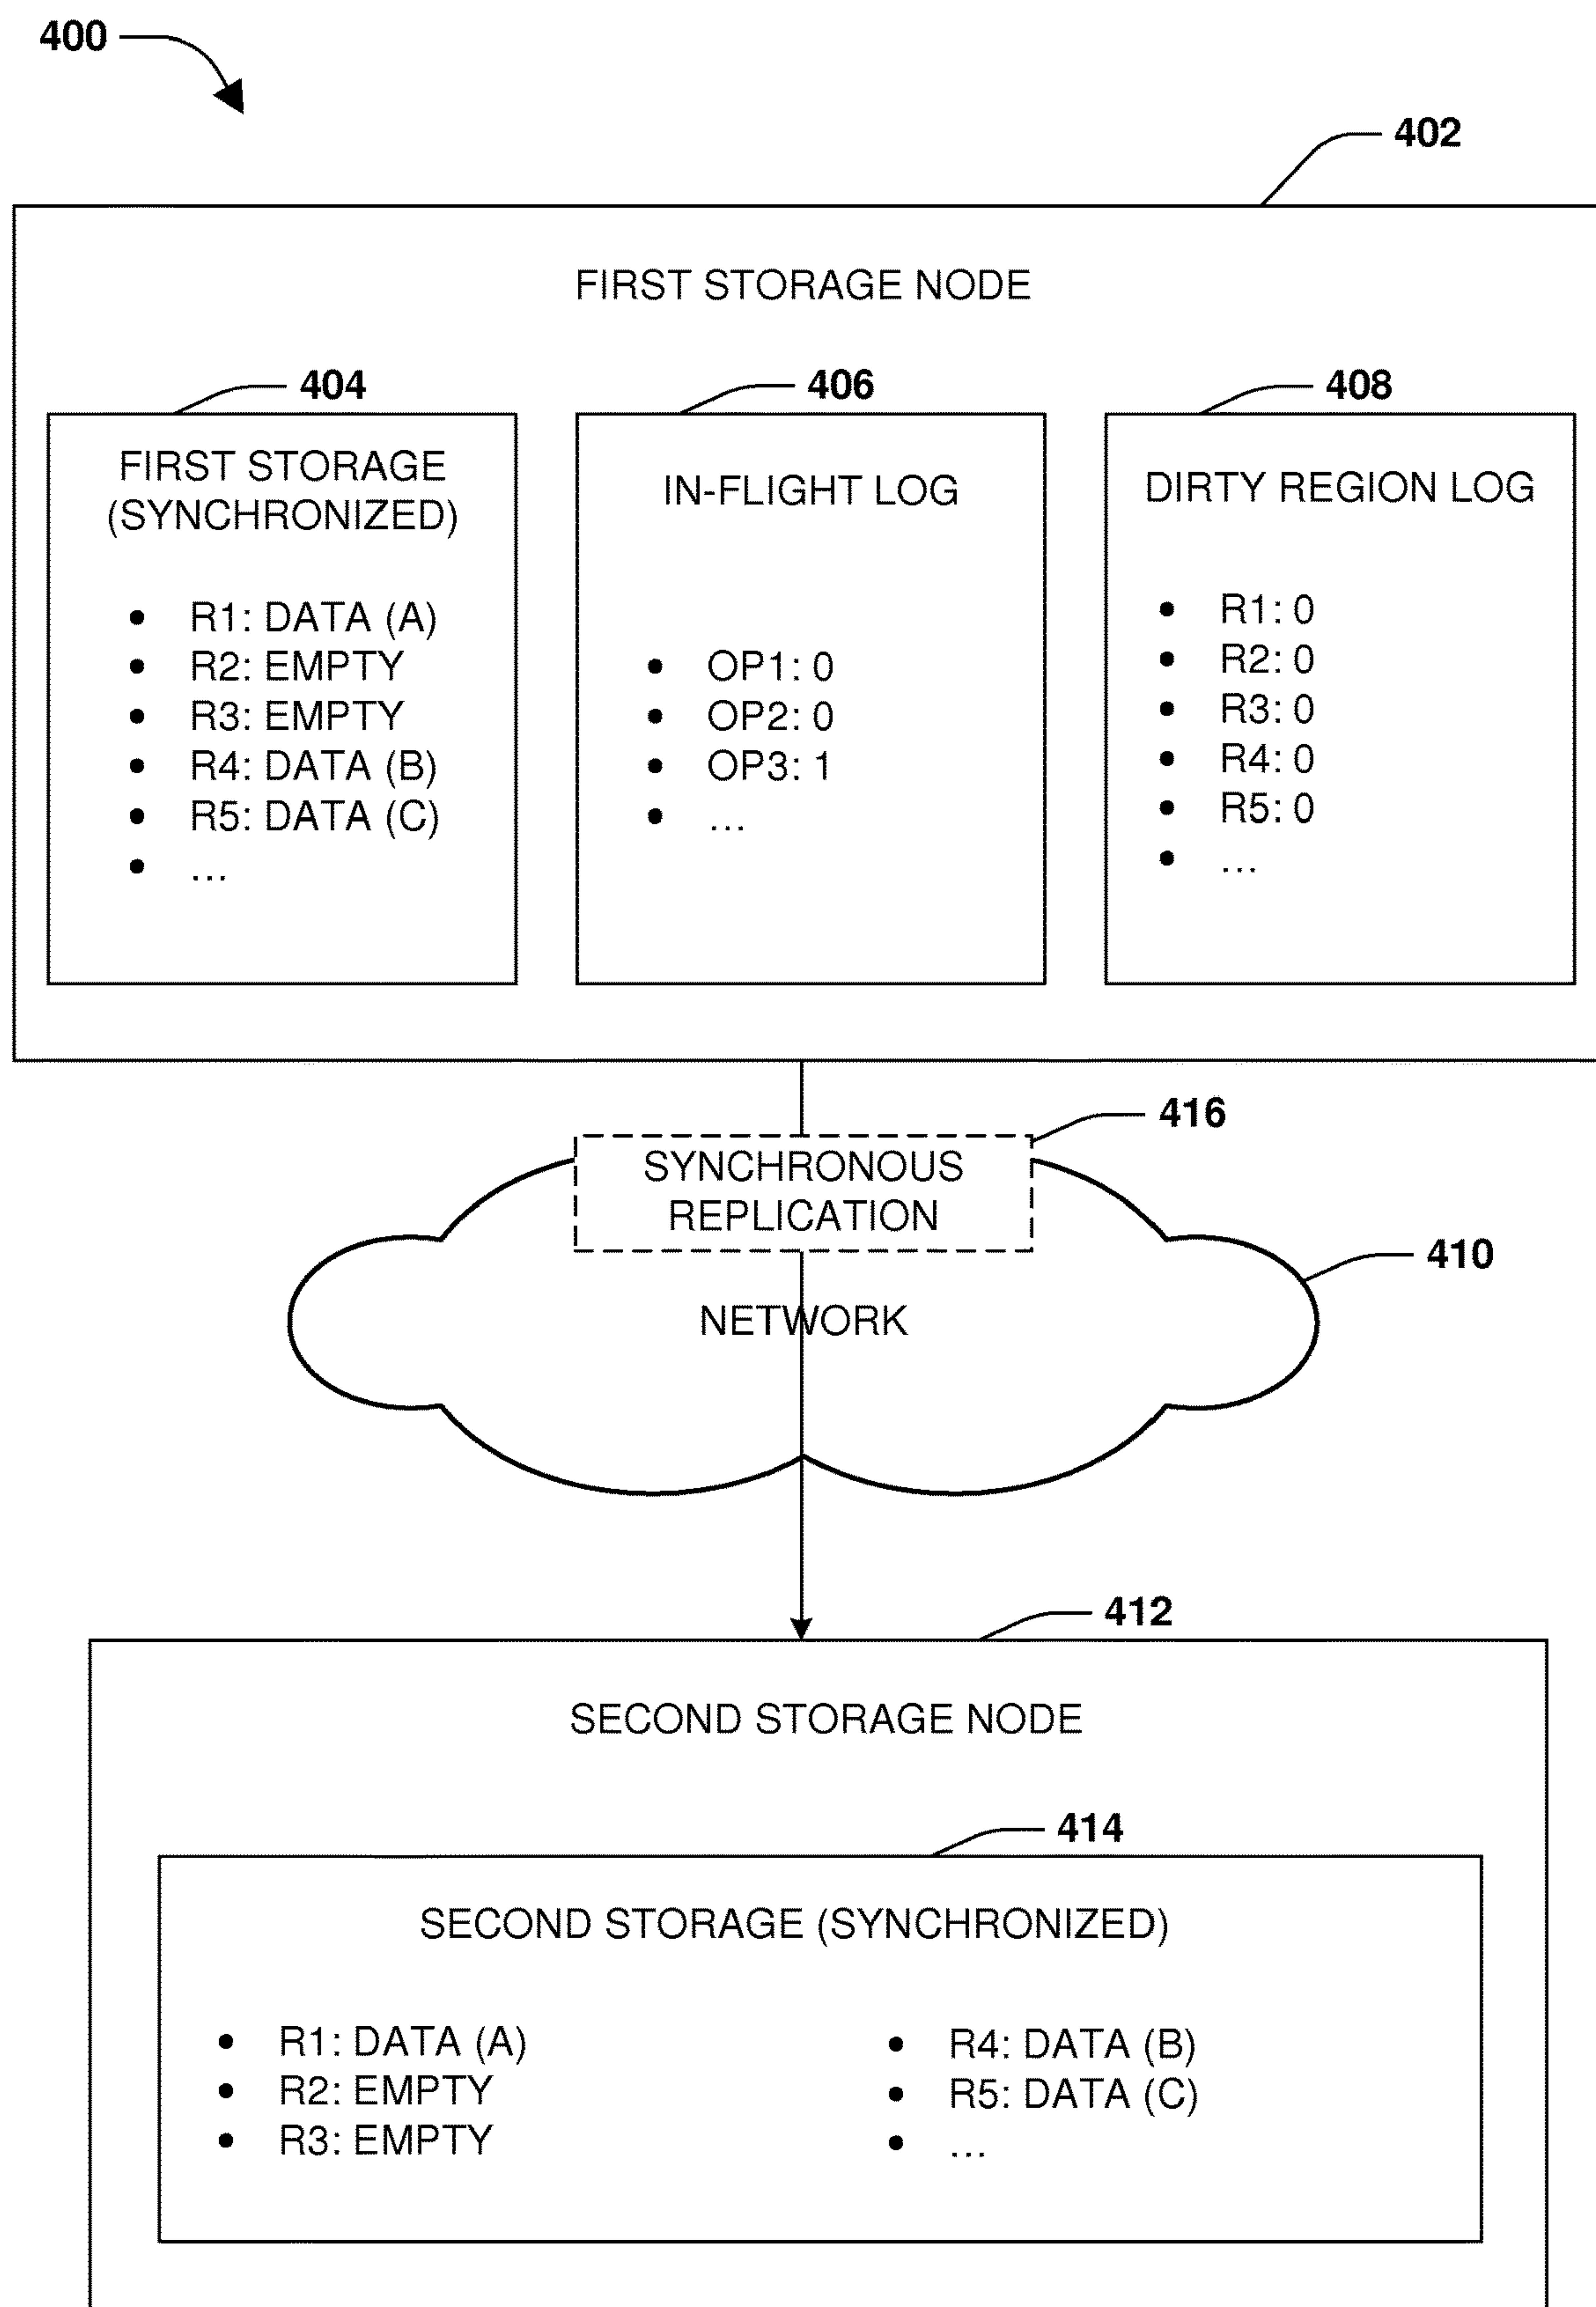 400
402
FIRST STORAGE NODE
404
FIRST STORAGE
(SYNCHRONIZED)
• R1: DATA (A)
• R2: EMPTY
• R3: EMPTY
• R4: DATA (B)
• R5: DATA (C)
• ...
406
IN-FLIGHT LOG
• OP1: 0
• OP2: 0
• OP3: 1
• ...
408
DIRTY REGION LOG
• R1: 0
• R2: 0
• R3: 0
• R4: 0
• R5: 0
• ...
416
SYNCHRONOUS
REPLICATION
410
NETWORK
412
SECOND STORAGE NODE
414
SECOND STORAGE (SYNCHRONIZED)
• R1: DATA (A)
• R2: EMPTY
• R3: EMPTY
• R4: DATA (B)
• R5: DATA (C)
• ...